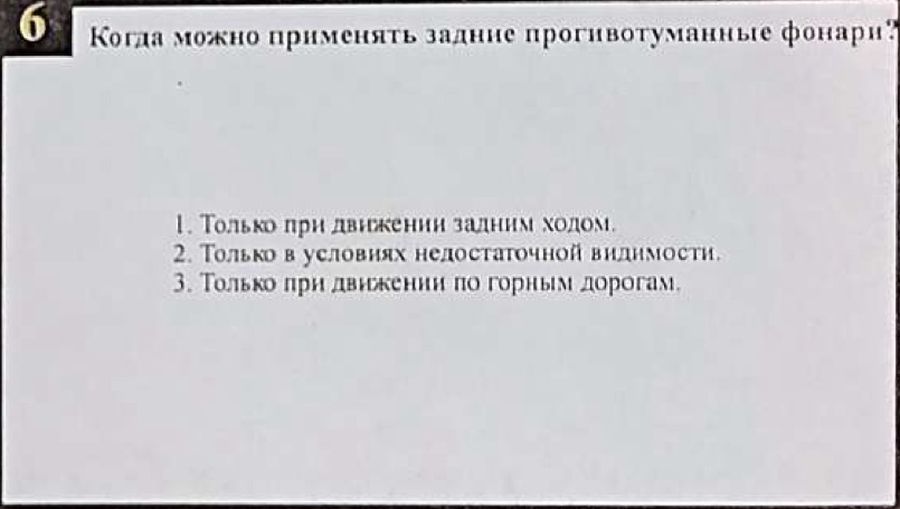 6
Когда можно применять задние противотуманные фонари?
1. Только при движении задним ходом.
2. Только в условиях недостаточной видимости.
3. Только при движении по горным дорогам.